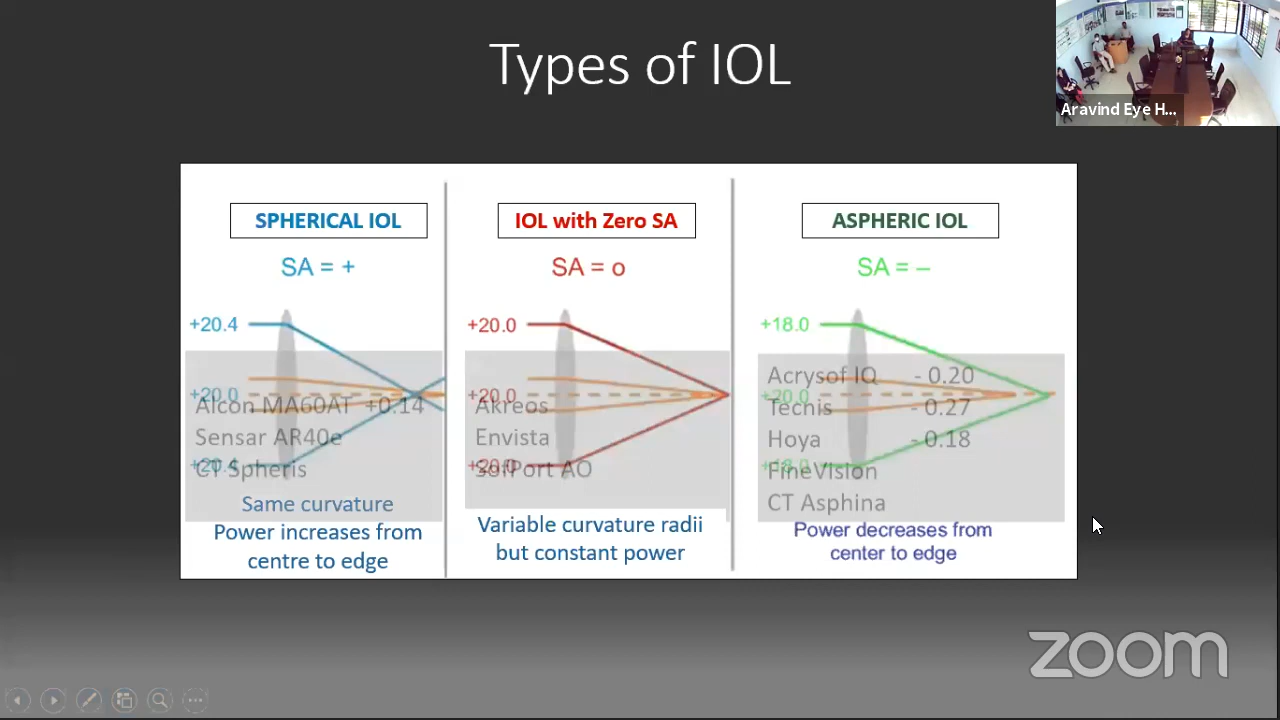 Types of IOL
Aravind Eye H...
SPHERICAL IOL
SA = +
+20.4
+20.0
+20.4
Alcon MA60AT +0.14
Sensar AR40e
CT Spheris
Same curvature
Power increases from
centre to edge
IOL with Zero SA
SA = o
+20.0
+20.0
+20.0
Akreos
Envista
SofPort AO
Variable curvature radii
but constant power
ASPHERIC IOL
SA = –
+18.0
+20.0
+18.0
Acrysof IQ - 0.20
Tecnis - 0.27
Hoya - 0.18
FineVision
CT Asphina
Power decreases from
center to edge
zoom